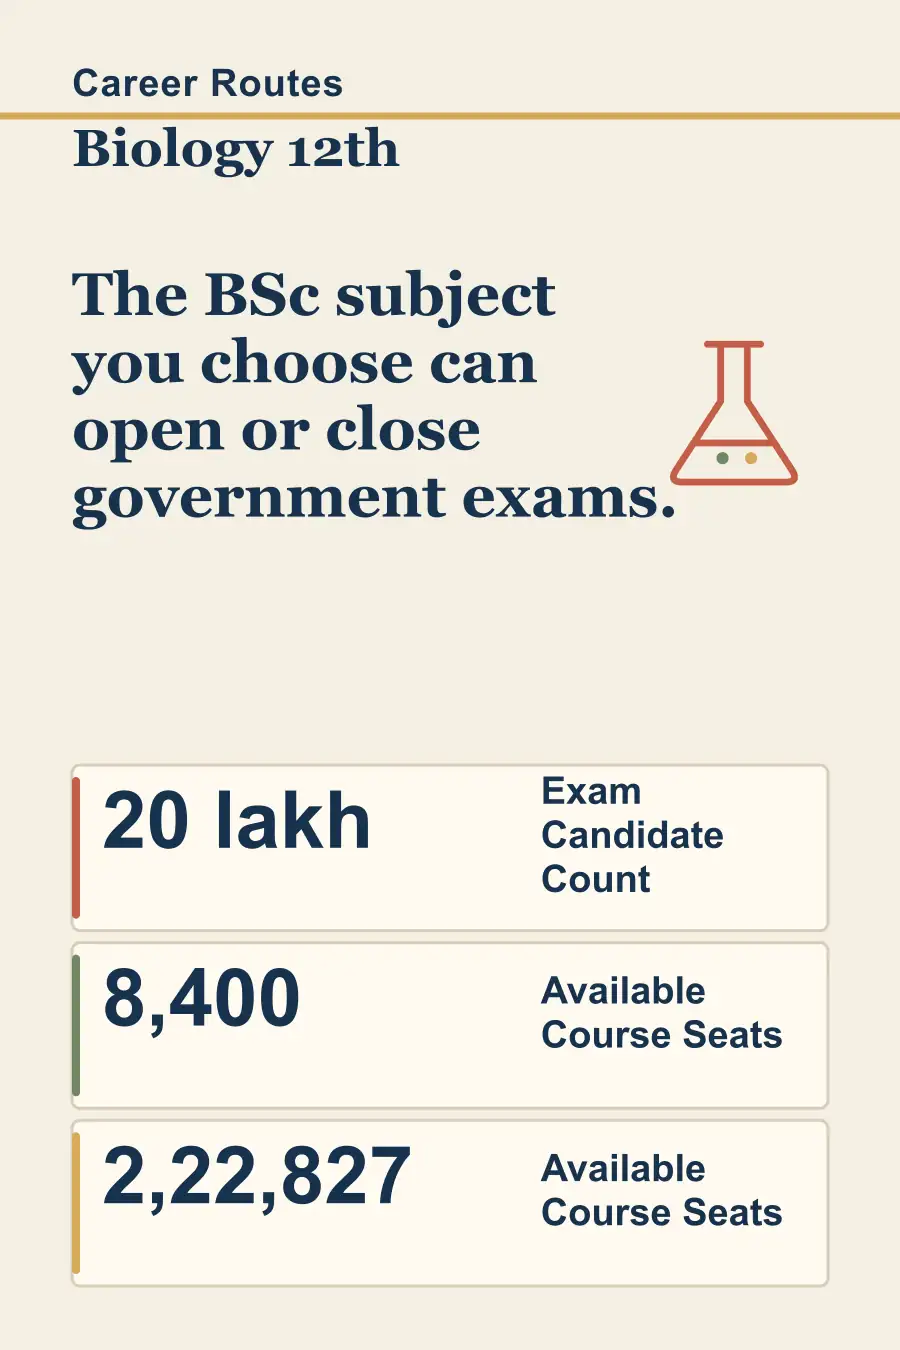 Career Routes
Biology 12th
The BSc subject
you choose can
open or close
government exams.
20 lakh
Exam
Candidate
Count
8,400
Available
Course Seats
2,22,827
Available
Course Seats